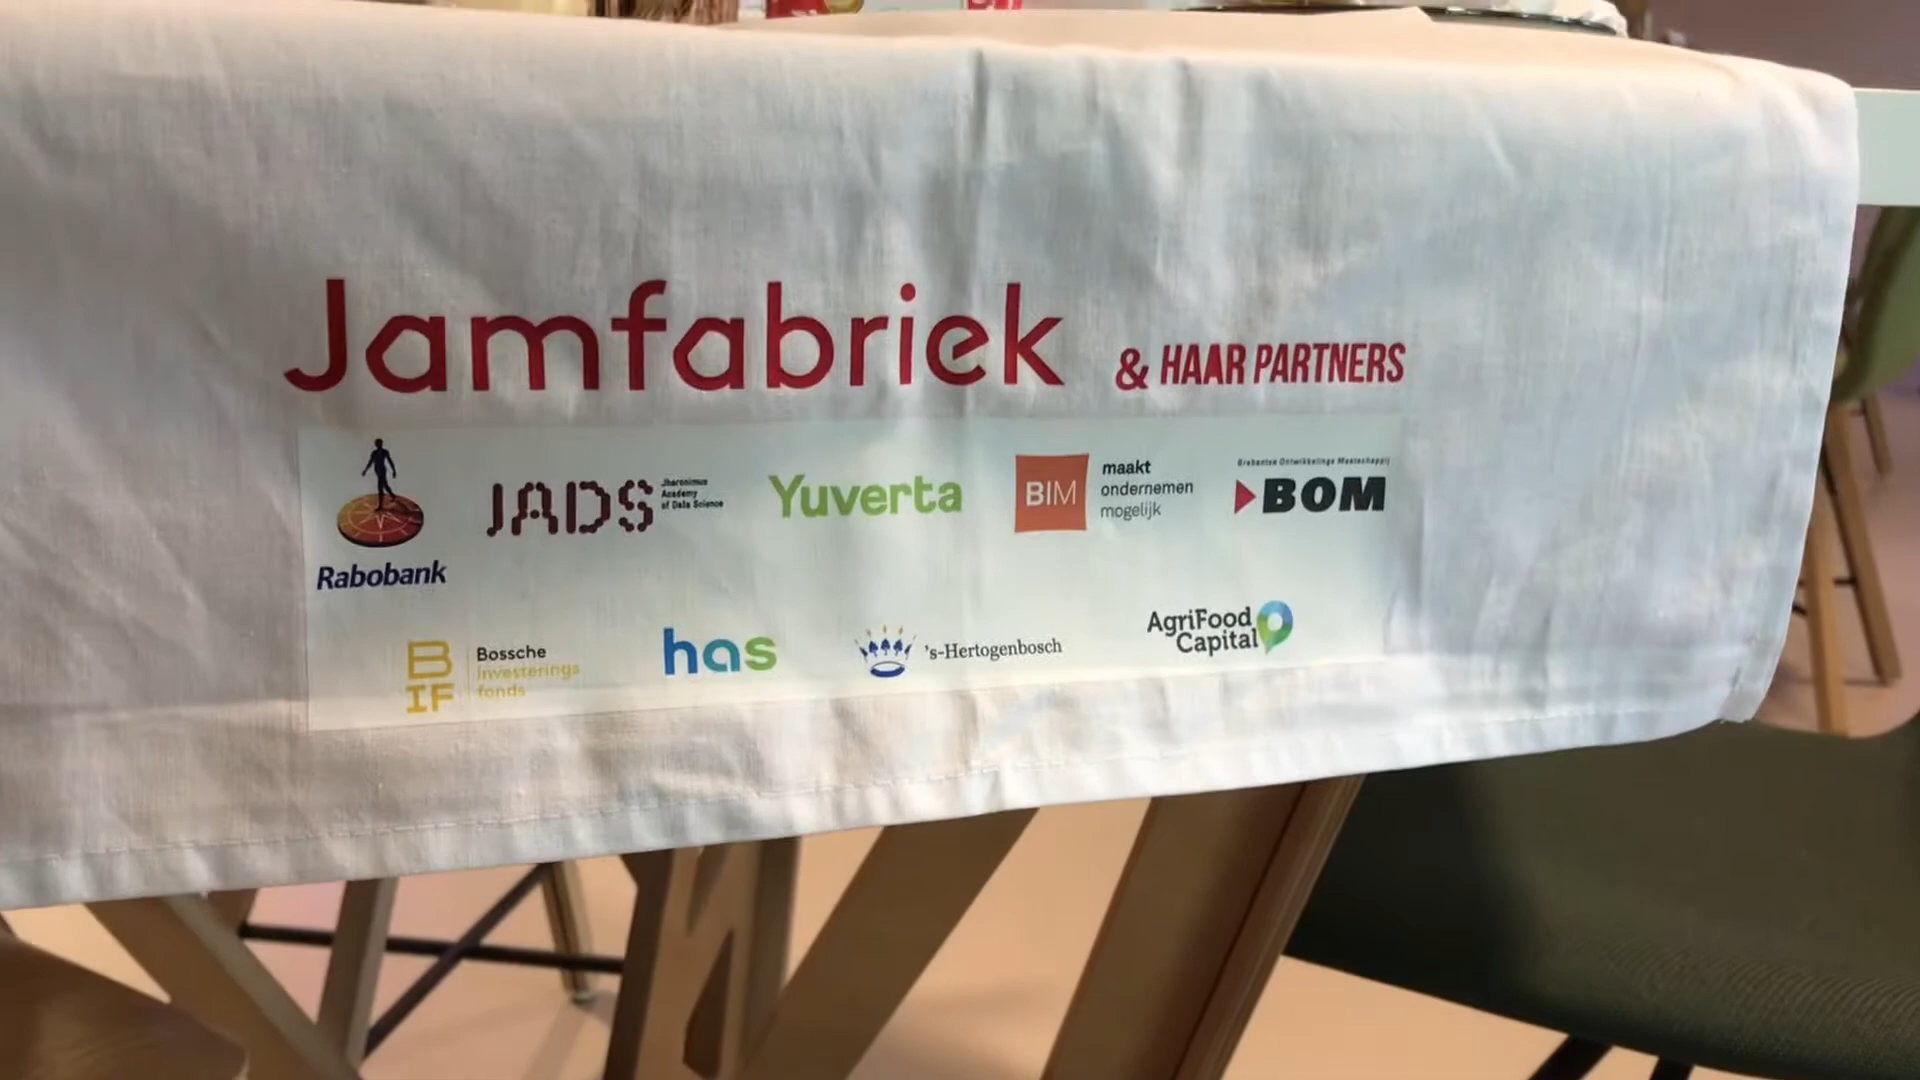 Jamfabriek & HAAR PARTNERS
Rabobank
JADS
Jheronimus
Academy
of Data Science
Yuverta
BIM
maakt
ondernemen
mogelijk
Brabantse Ontwikkelings Maatschappij
BOM
B
IF
Bossche
investerings
fonds
has
's-Hertogenbosch
AgriFood
Capital